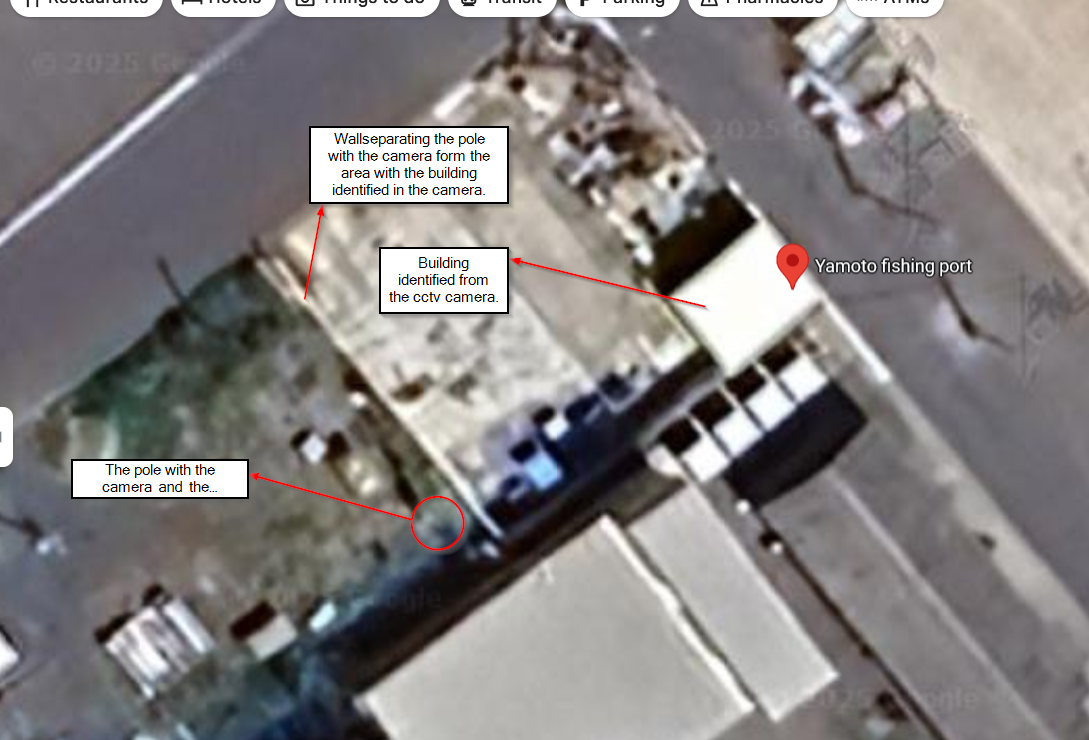 Restaurants Hotels Things to do Transit Parking Pharmacies ATMs
© 2025 Google
2025
Wallseparating the pole
with the camera form the
area with the building
identified in the camera.
Building
identified from
the cctv camera.
Yamoto fishing port
The pole with the
camera and the...
Google
2025 Google